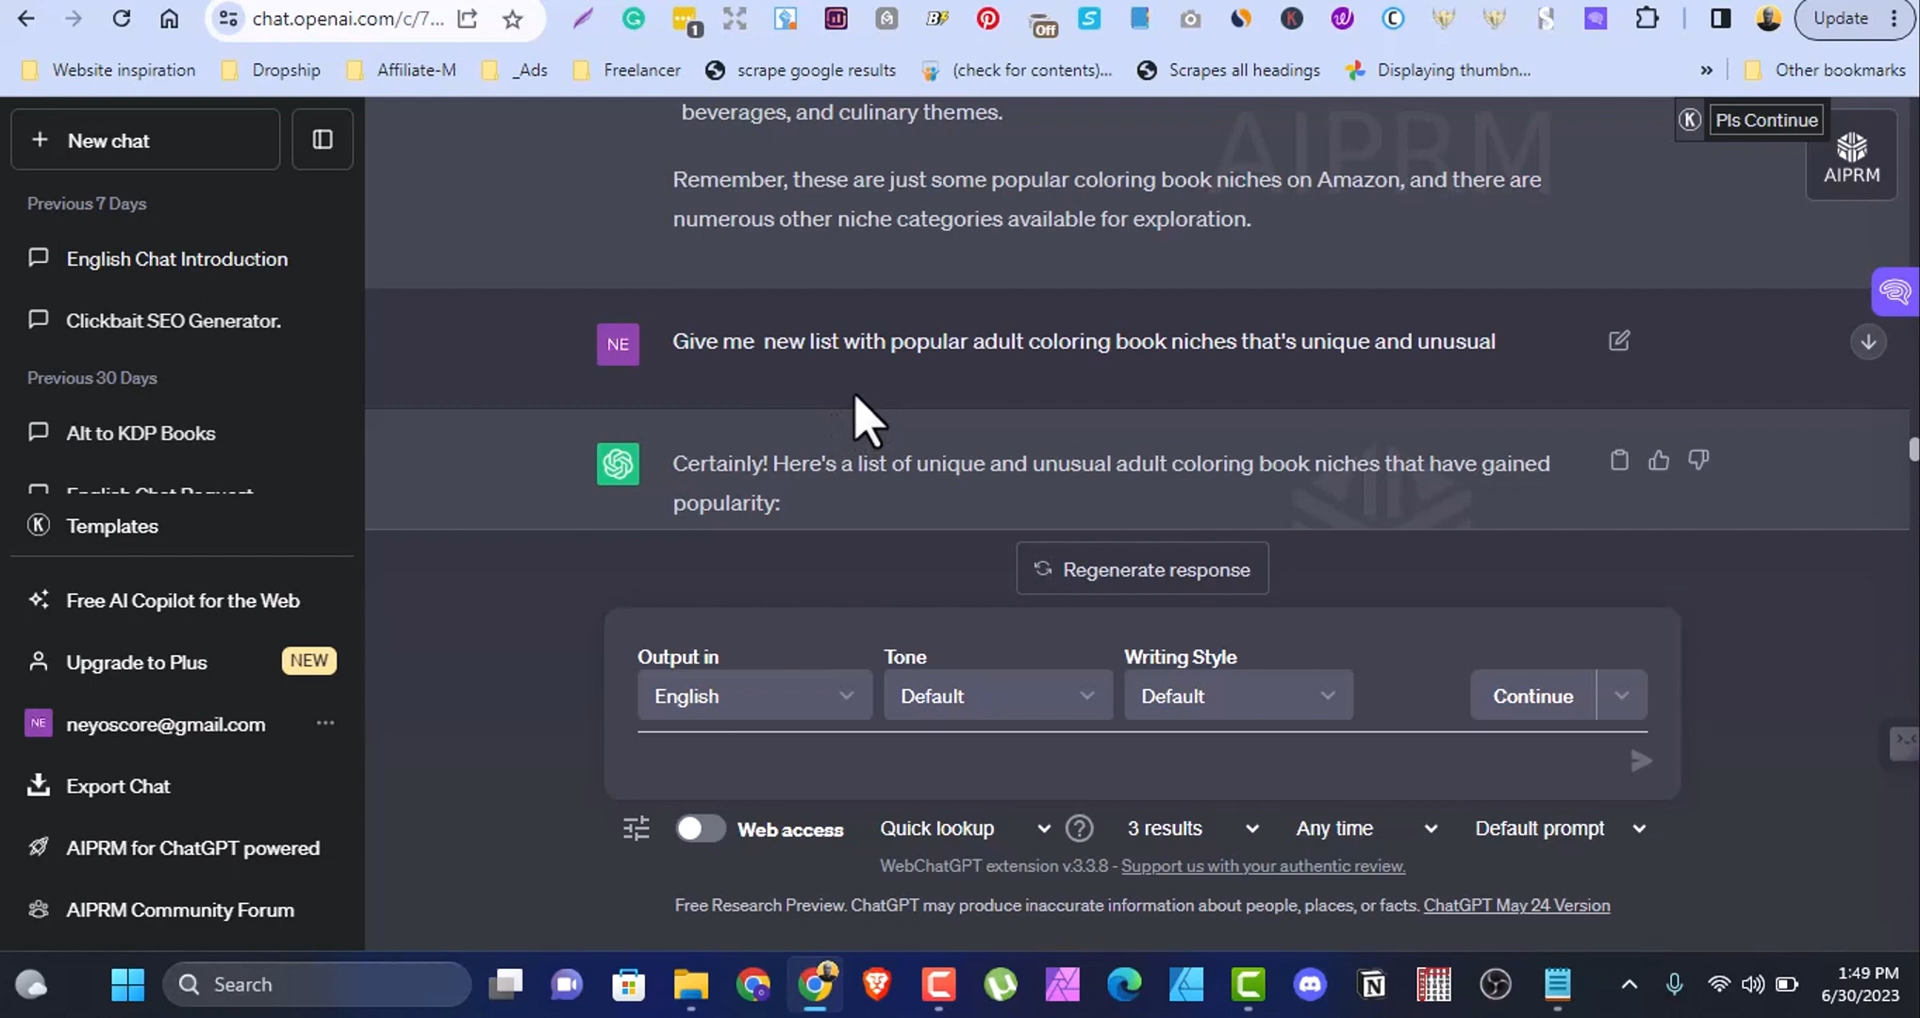 chat.openai.com/c/7...
1
Off
Update
Website inspiration
Dropship
Affiliate-M
_Ads
Freelancer
scrape google results
(check for contents)...
Scrapes all headings
Displaying thumbn...
»
Other bookmarks
New chat
Previous 7 Days
English Chat Introduction
Clickbait SEO Generator.
Previous 30 Days
Alt to KDP Books
English Chat Request
Templates
Free AI Copilot for the Web
Upgrade to Plus
NEW
NE
neyoscore@gmail.com
Export Chat
AIPRM for ChatGPT powered
AIPRM Community Forum
beverages, and culinary themes.
AIPRM
K Pls Continue
AIPRM
Remember, these are just some popular coloring book niches on Amazon, and there are
numerous other niche categories available for exploration.
NE
Give me  new list with popular adult coloring book niches that's unique and unusual
Certainly! Here's a list of unique and unusual adult coloring book niches that have gained
popularity:
Regenerate response
Output in
Tone
Writing Style
English
Default
Default
Continue
Web access
Quick lookup
3 results
Any time
Default prompt
WebChatGPT extension v.3.3.8 - Support us with your authentic review.
Free Research Preview. ChatGPT may produce inaccurate information about people, places, or facts. ChatGPT May 24 Version
Search
1:49 PM
6/30/2023